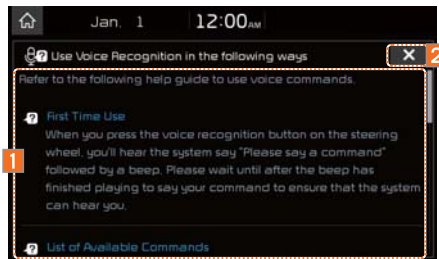 Jan. 1 12:00AM
Use Voice Recognition in the following ways
2
Refer to the following help guide to use voice commands.
First Time Use
When you press the voice recognition button on the steering
wheel, you'll hear the system say "Please say a command"
followed by a beep. Please wait until after the beep has
finished playing to say your command to ensure that the system
can hear you.
1
List of Available Commands